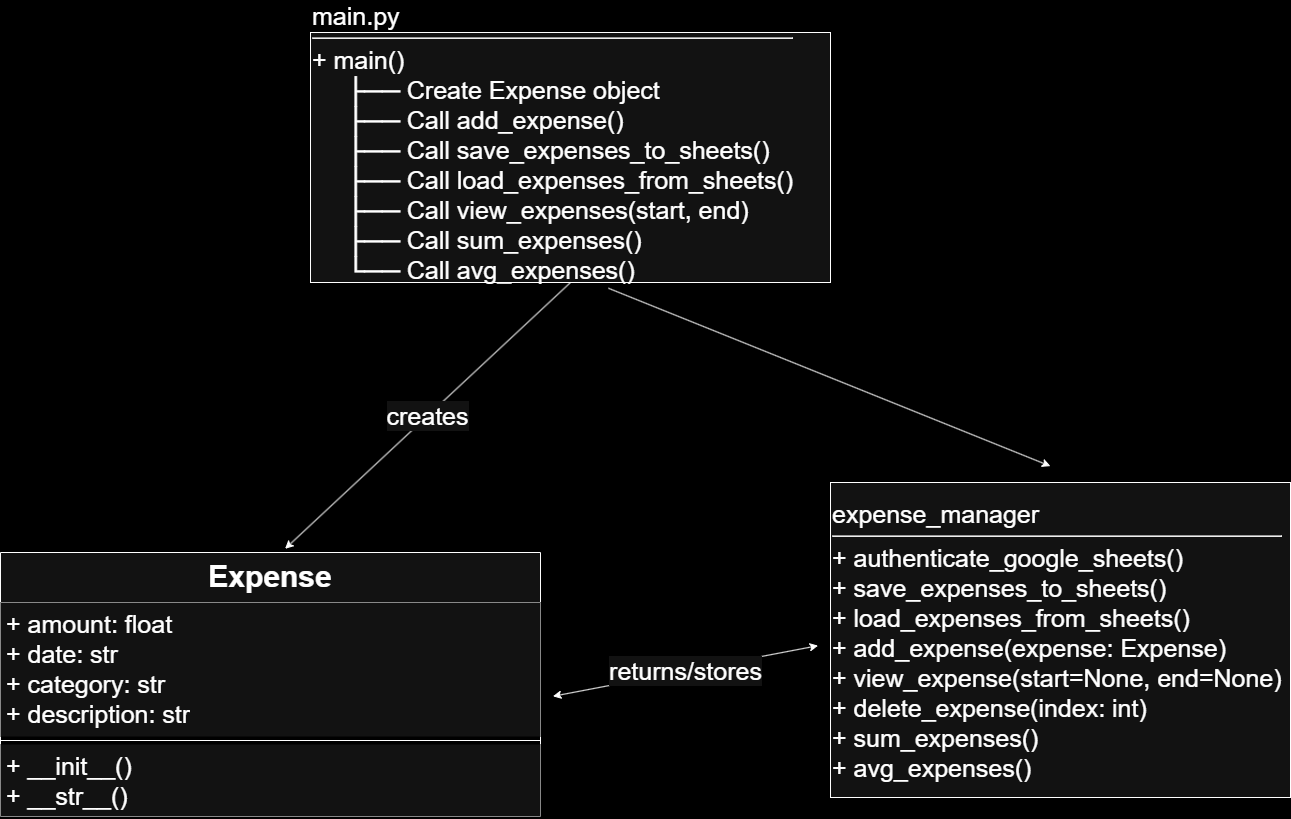 main.py
+ main()
Create Expense object
Call add_expense()
Call save_expenses_to_sheets()
Call load_expenses_from_sheets()
Call view_expenses(start, end)
Call sum_expenses()
Call avg_expenses()
creates
Expense
+ amount: float
+ date: str
+ category: str
+ description: str
+ __init__()
+ __str__()
returns/stores
expense_manager
+ authenticate_google_sheets()
+ save_expenses_to_sheets()
+ load_expenses_from_sheets()
+ add_expense(expense: Expense)
+ view_expense(start=None, end=None)
+ delete_expense(index: int)
+ sum_expenses()
+ avg_expenses()